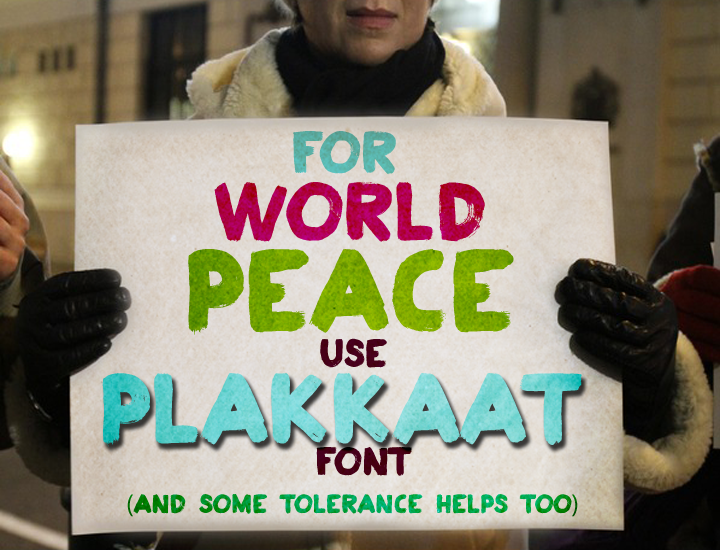 FOR
WORLD
PEACE
USE
PLAKKAAT
FONT
(AND SOME TOLERANCE HELPS TOO)